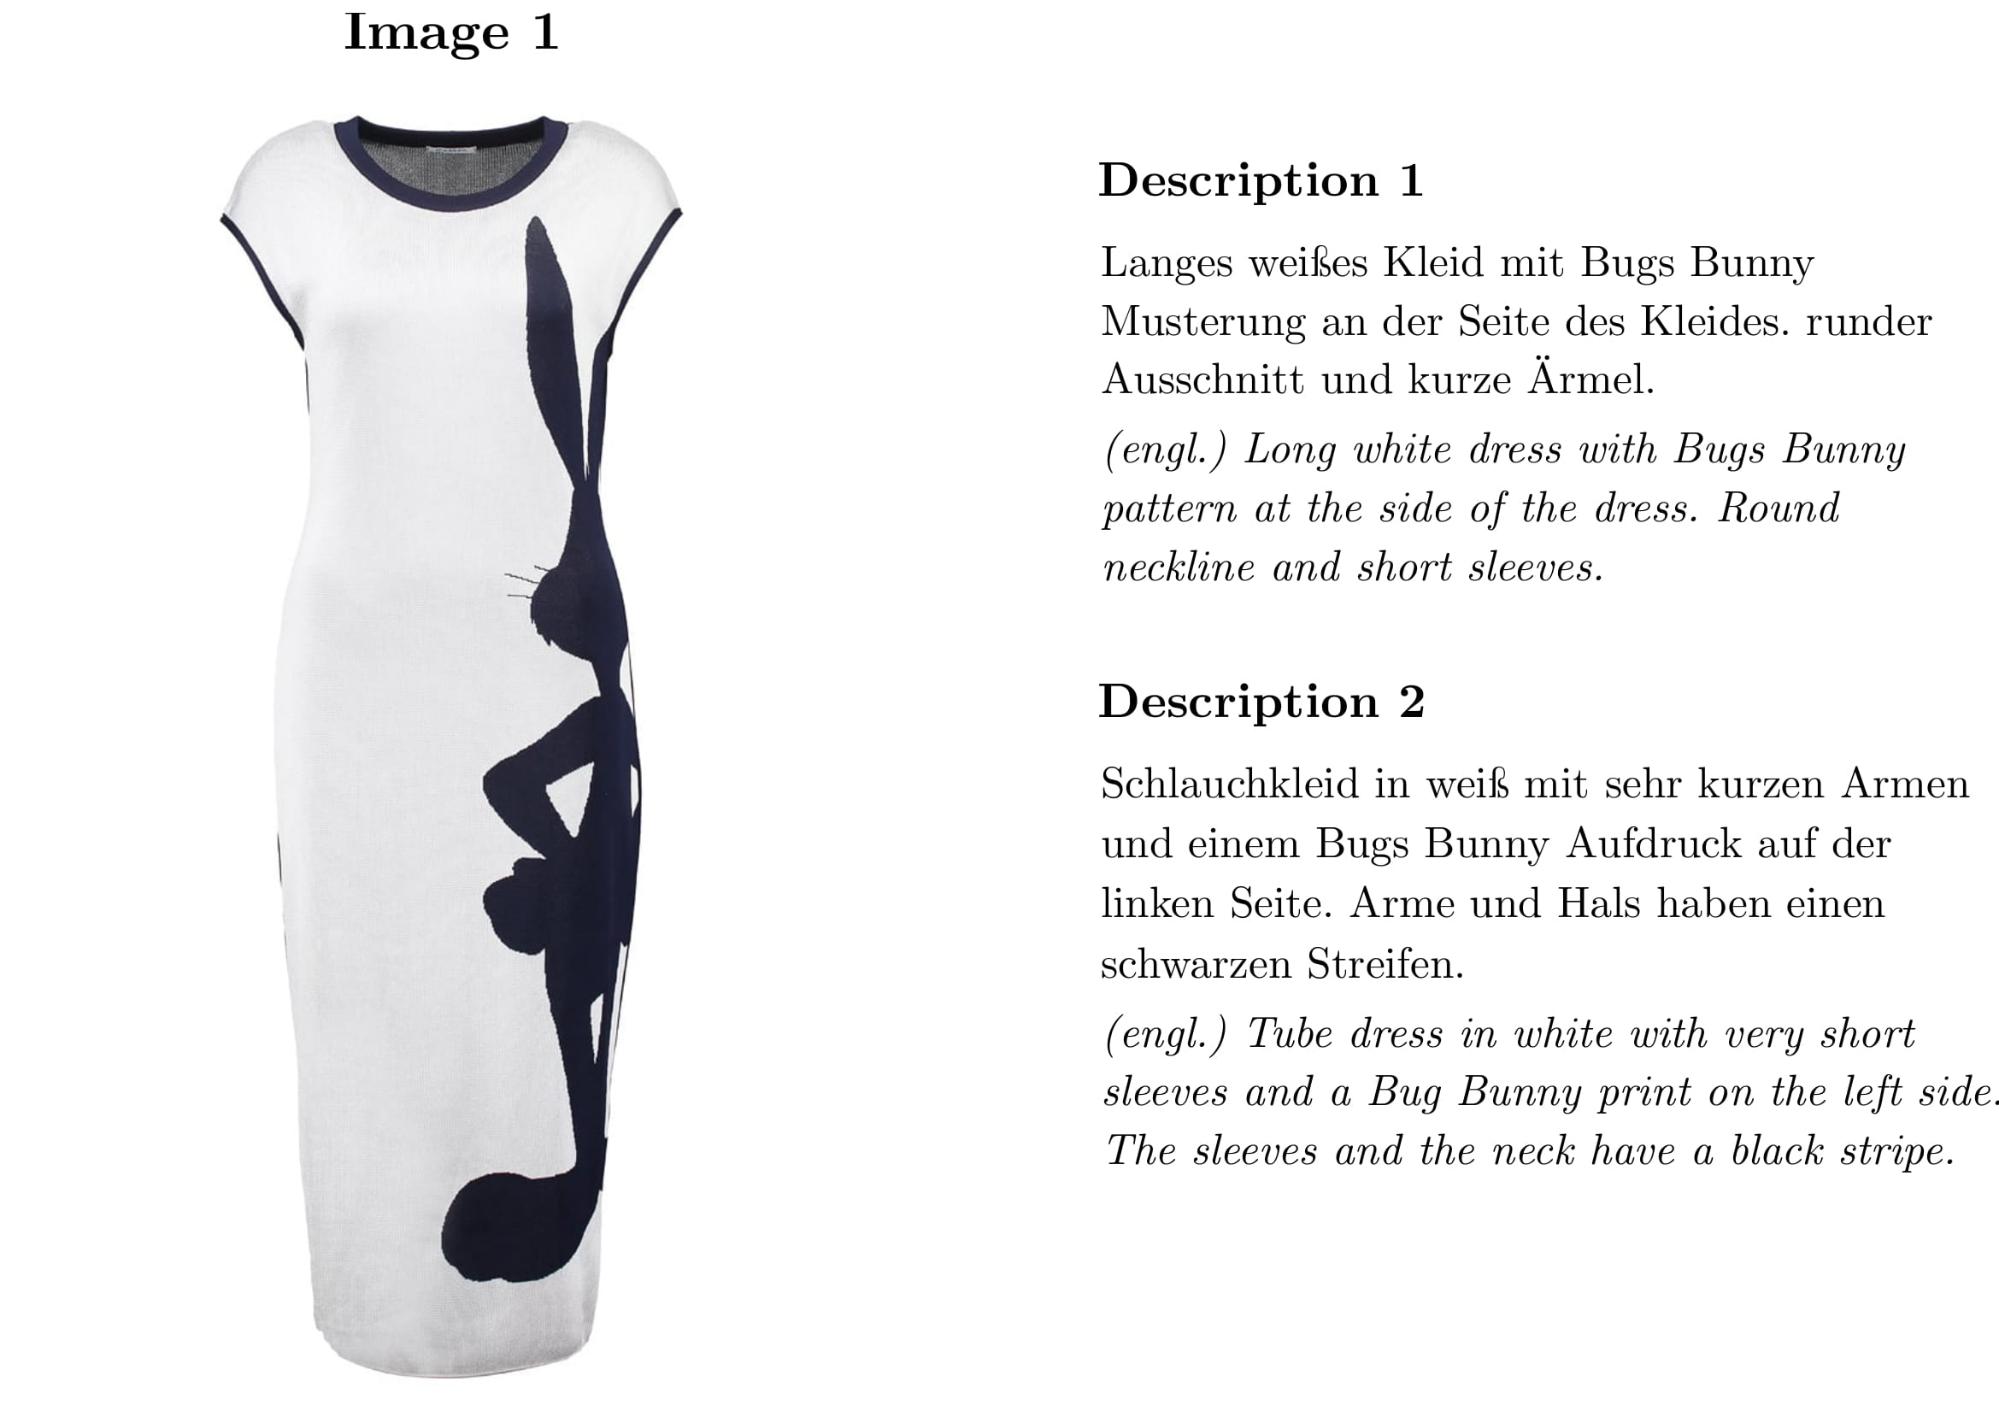 Image 1
Description 1
Langes weißes Kleid mit Bugs Bunny
Musterung an der Seite des Kleides. runder
Ausschnitt und kurze Ärmel.
(engl.) Long white dress with Bugs Bunny
pattern at the side of the dress. Round
neckline and short sleeves.
Description 2
Schlauchkleid in weiß mit sehr kurzen Armen
und einem Bugs Bunny Aufdruck auf der
linken Seite. Arme und Hals haben einen
schwarzen Streifen.
(engl.) Tube dress in white with very short
sleeves and a Bug Bunny print on the left side.
The sleeves and the neck have a black stripe.